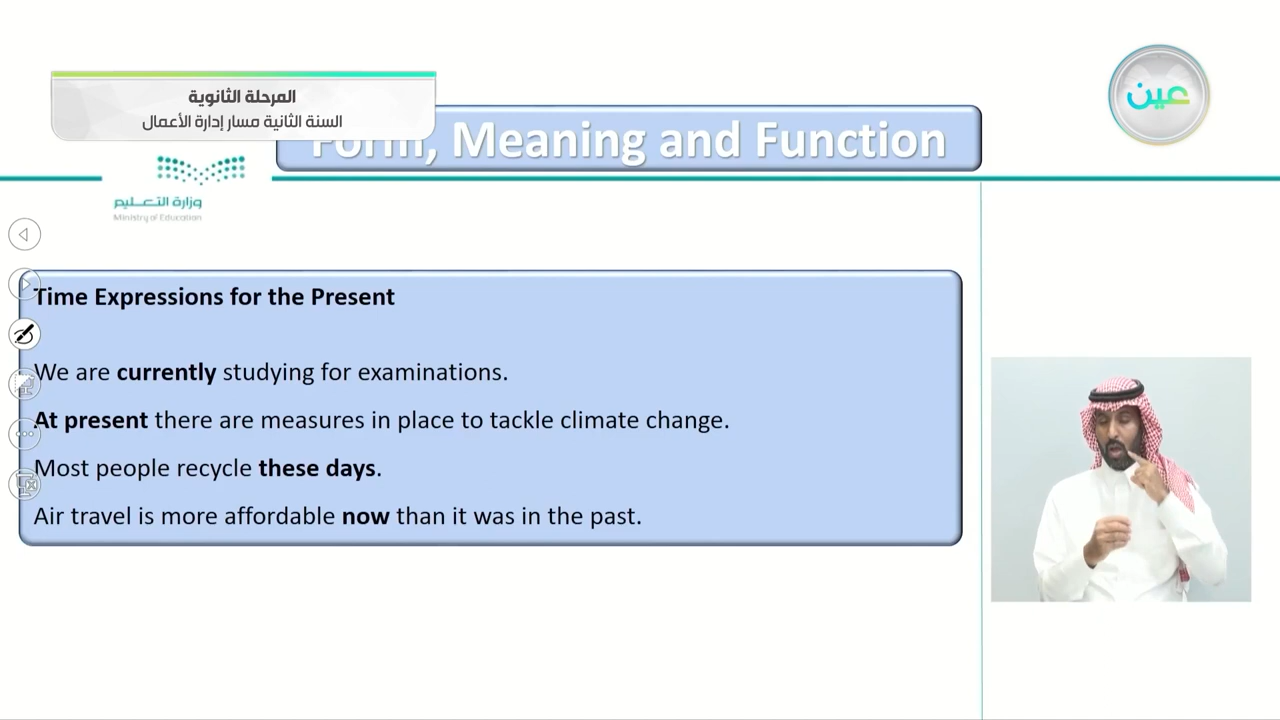 المرحلة الثانوية
السنة الثانية مسار إدارة الأعمال
عين
Form, Meaning and Function
وزارة التعليم
Ministry of Education
Time Expressions for the Present
We are currently studying for examinations.
At present there are measures in place to tackle climate change.
Most people recycle these days.
Air travel is more affordable now than it was in the past.